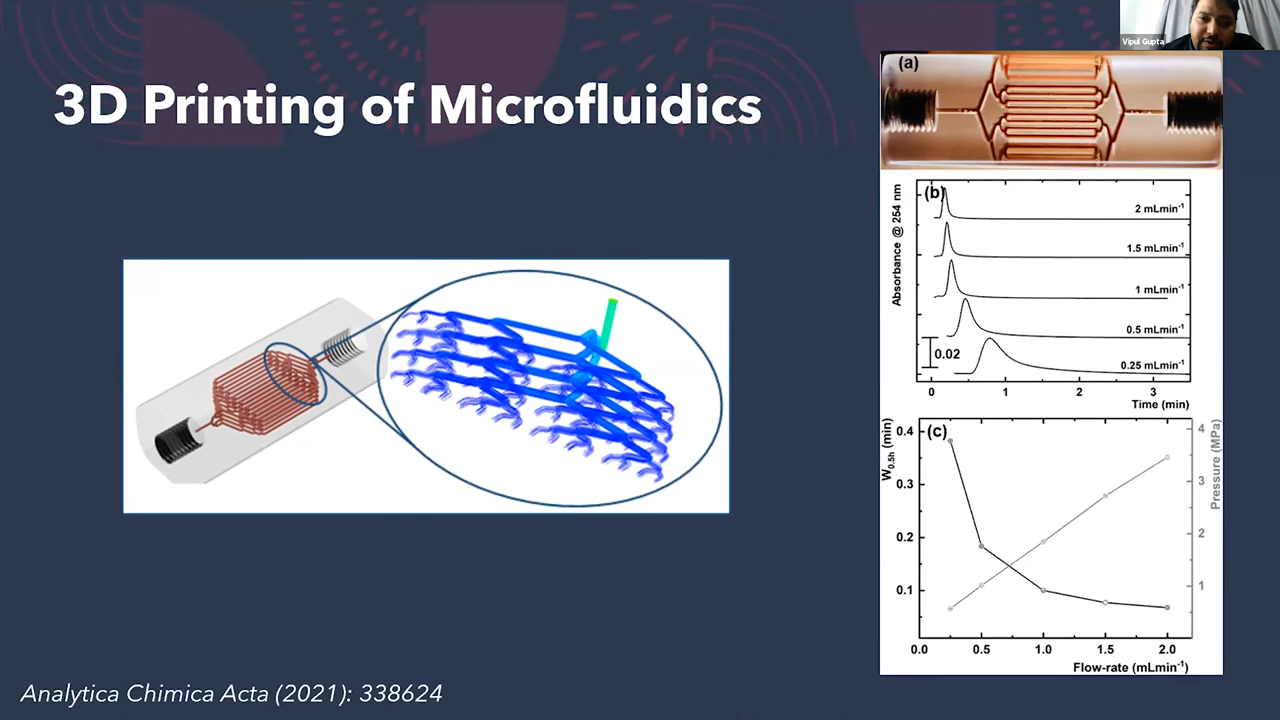 Vipul Gupta
3D Printing of Microfluidics
(a)
(b)
Absorbance @ 254 nm
2 mLmin-1
1.5 mLmin-1
1 mLmin-1
0.5 mLmin-1
0.25 mLmin-1
0.02
0 1 2 3
Time (min)
(c)
W0.5h (min)
0.4
0.3
0.2
0.1
Pressure (MPa)
4
3
2
1
0.0 0.5 1.0 1.5 2.0
Flow-rate (mLmin-1)
Analytica Chimica Acta (2021): 338624